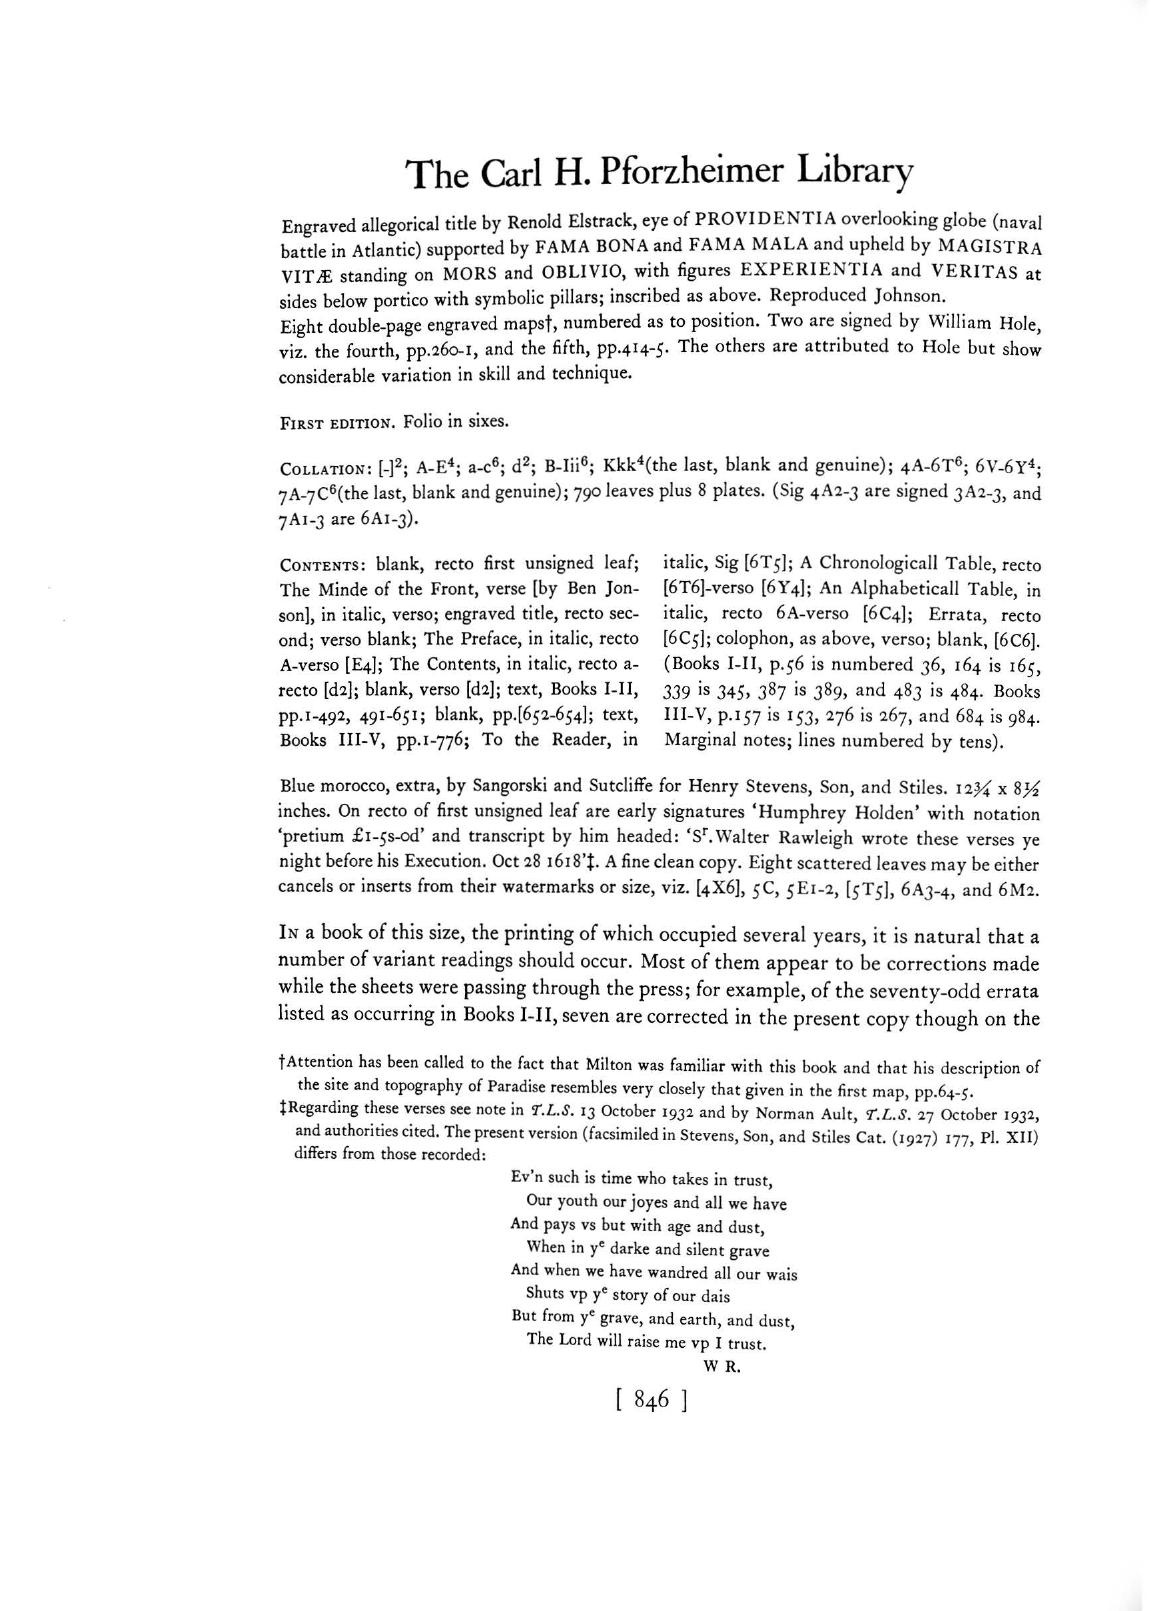 The Carl H. Pforzheimer Library
Engraved allegorical title by Renold Elstrack, eye of PROVIDENTIA overlooking globe (naval
battle in Atlantic) supported by FAMA BONA and FAMA MALA and upheld by MAGISTRA
VITÆ standing on MORS and OBLIVIO, with figures EXPERIENTIA and VERITAS at
sides below portico with symbolic pillars; inscribed as above. Reproduced Johnson.
Eight double-page engraved maps†, numbered as to position. Two are signed by William Hole,
viz. the fourth, pp.260-1, and the fifth, pp.414-5. The others are attributed to Hole but show
considerable variation in skill and technique.
FIRST EDITION. Folio in sixes.
COLLATION: [-]²; A-E⁴; a-c⁶; d²; B-Iii⁶; Kkk⁴(the last, blank and genuine); 4A-6T⁶; 6V-6Y⁴;
7A-7C⁶(the last, blank and genuine); 790 leaves plus 8 plates. (Sig 4A2-3 are signed 3A2-3, and
7A1-3 are 6A1-3).
CONTENTS: blank, recto first unsigned leaf;
The Minde of the Front, verse [by Ben Jon-
son], in italic, verso; engraved title, recto sec-
ond; verso blank; The Preface, in italic, recto
A-verso [E4]; The Contents, in italic, recto a-
recto [d2]; blank, verso [d2]; text, Books I-II,
pp.1-492, 491-651; blank, pp.[652-654]; text,
Books III-V, pp.1-776; To the Reader, in
italic, Sig [6T5]; A Chronologicall Table, recto
[6T6]-verso [6Y4]; An Alphabeticall Table, in
italic, recto 6A-verso [6C4]; Errata, recto
[6C5]; colophon, as above, verso; blank, [6C6].
(Books I-II, p.56 is numbered 36, 164 is 165,
339 is 345, 387 is 389, and 483 is 484. Books
III-V, p.157 is 153, 276 is 267, and 684 is 984.
Marginal notes; lines numbered by tens).
Blue morocco, extra, by Sangorski and Sutcliffe for Henry Stevens, Son, and Stiles. 12¾ x 8½
inches. On recto of first unsigned leaf are early signatures ‘Humphrey Holden’ with notation
‘pretium £1-5s-0d’ and transcript by him headed: ‘Sʳ.Walter Rawleigh wrote these verses ye
night before his Execution. Oct 28 1618’‡. A fine clean copy. Eight scattered leaves may be either
cancels or inserts from their watermarks or size, viz. [4X6], 5C, 5E1-2, [5T5], 6A3-4, and 6M2.
IN a book of this size, the printing of which occupied several years, it is natural that a
number of variant readings should occur. Most of them appear to be corrections made
while the sheets were passing through the press; for example, of the seventy-odd errata
listed as occurring in Books I-II, seven are corrected in the present copy though on the
†Attention has been called to the fact that Milton was familiar with this book and that his description of
the site and topography of Paradise resembles very closely that given in the first map, pp.64-5.
‡Regarding these verses see note in T.L.S. 13 October 1932 and by Norman Ault, T.L.S. 27 October 1932,
and authorities cited. The present version (facsimiled in Stevens, Son, and Stiles Cat. (1927) 177, Pl. XII)
differs from those recorded:
Ev'n such is time who takes in trust,
Our youth our joyes and all we have
And pays vs but with age and dust,
When in yᵉ darke and silent grave
And when we have wandred all our wais
Shuts vp yᵉ story of our dais
But from yᵉ grave, and earth, and dust,
The Lord will raise me vp I trust.
W R.
[ 846 ]